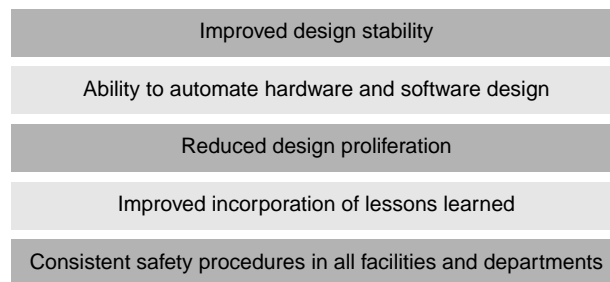 Improved design stability
Ability to automate hardware and software design
Reduced design proliferation
Improved incorporation of lessons learned
Consistent safety procedures in all facilities and departments